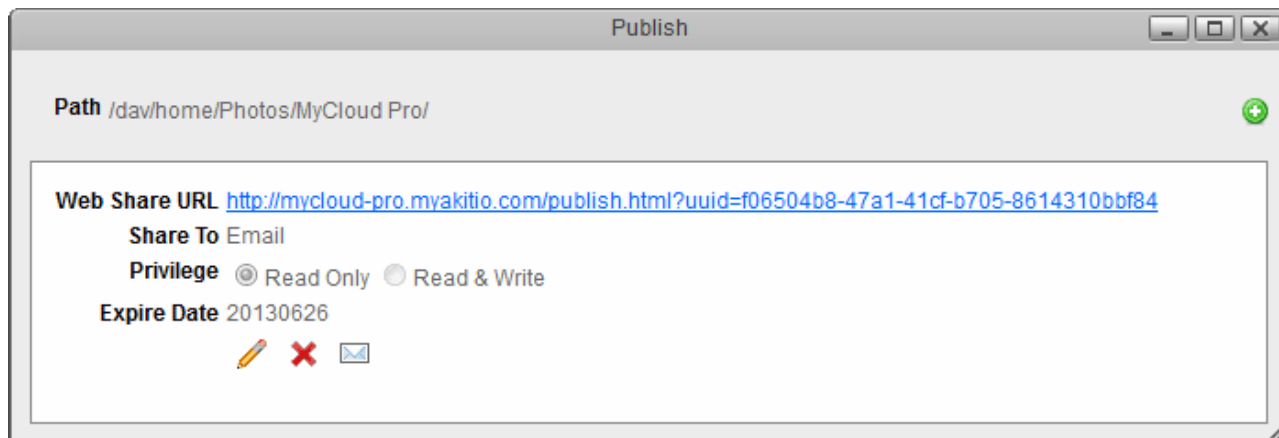 Publish
Path /dav/home/Photos/MyCloud Pro/
Web Share URL http://mycloud-pro.myakitio.com/publish.html?uuid=f06504b8-47a1-41cf-b705-8614310bbf84
Share To Email
Privilege Read Only Read & Write
Expire Date 20130626